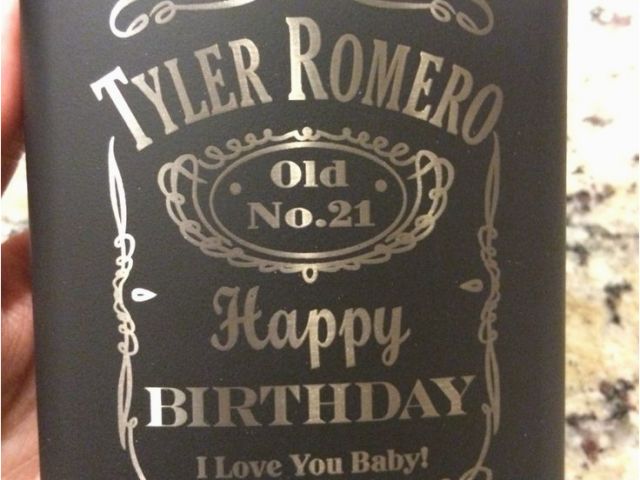 TYLER ROMERO
Old
No.21
Happy
BIRTHDAY
I Love You Baby!